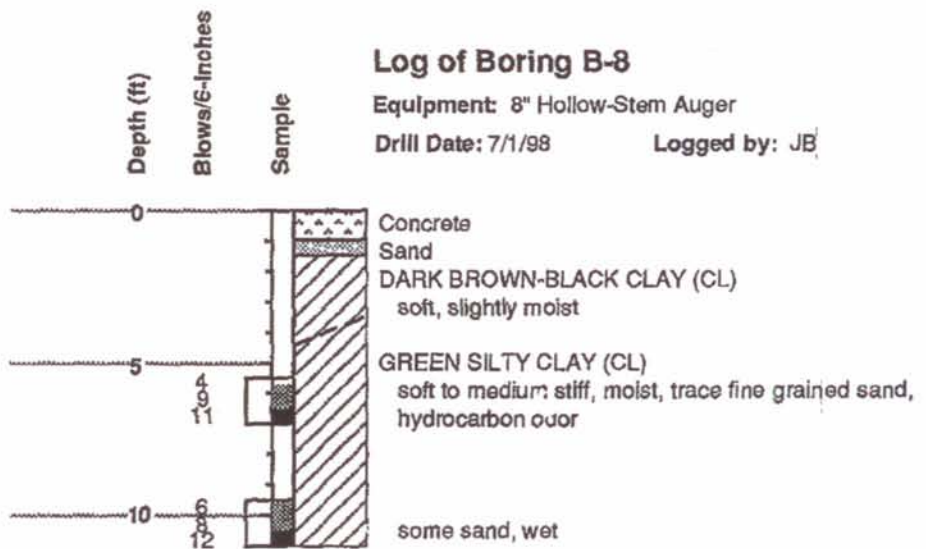 Depth (ft)
Blows/6-Inches
Sample
Log of Boring B-8
Equipment: 8" Hollow-Stem Auger
Drill Date: 7/1/98 Logged by: JB
0
Concrete
Sand
DARK BROWN-BLACK CLAY (CL)
soft, slightly moist
5
GREEN SILTY CLAY (CL)
4
soft to medium stiff, moist, trace fine grained sand,
9
11
hydrocarbon odor
6
10
8
some sand, wet
12